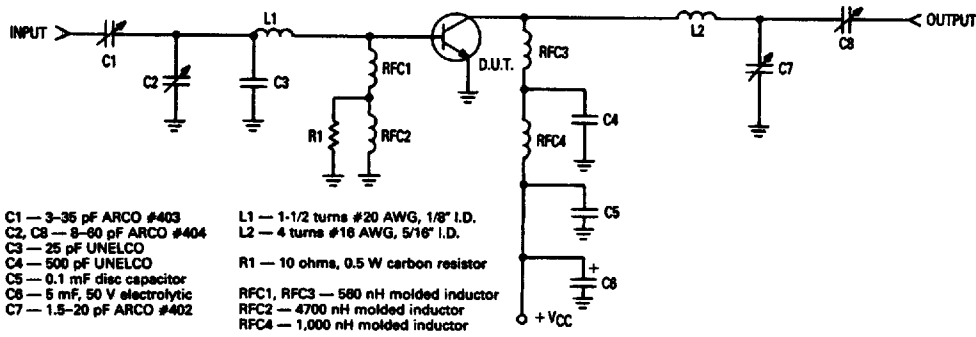 L1
INPUT
OUTPUT
C1
L2
C8
D.U.T.
RFC1
RFC3
C2
C3
C7
R1
RFC2
RFC4
C4
C5
+
C6
+ VCC
C1 — 3–35 pF ARCO #403
C2, C8 — 8–60 pF ARCO #404
C3 — 25 pF UNELCO
C4 — 500 pF UNELCO
C5 — 0.1 mF disc capacitor
C6 — 5 mF, 50 V electrolytic
C7 — 1.5–20 pF ARCO #402
L1 — 1-1/2 turns #20 AWG, 1/8" I.D.
L2 — 4 turns #16 AWG, 5/16" I.D.
R1 — 10 ohms, 0.5 W carbon resistor
RFC1, RFC3 — 560 nH molded inductor
RFC2 — 4700 nH molded inductor
RFC4 — 1,000 nH molded inductor